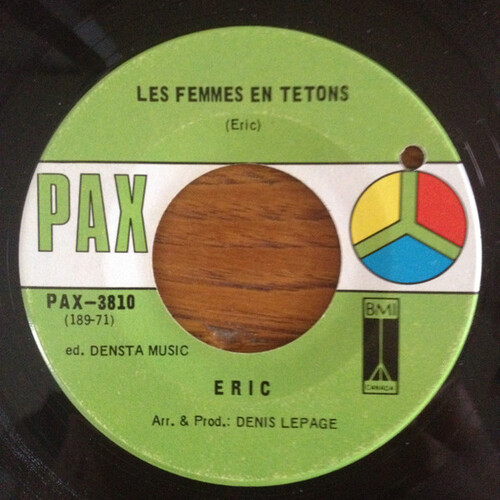 LES FEMMES EN TETONS
(Eric)
PAX
PAX-3810
(189-71)
BMI
CANADA
ed. DENSTA MUSIC
ERIC
Arr. & Prod.: DENIS LEPAGE